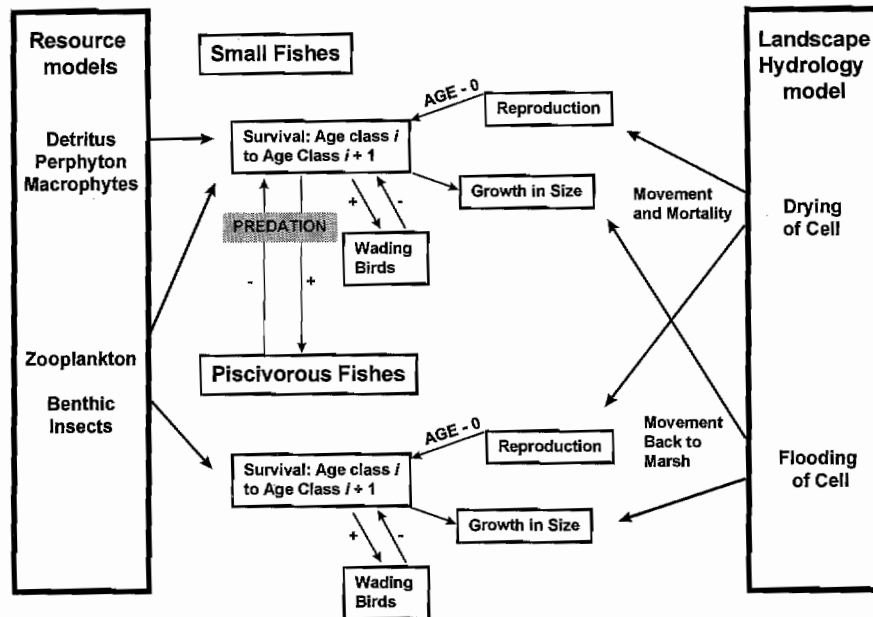 Resource
models
Detritus
Perphyton
Macrophytes
Zooplankton
Benthic
Insects
Small Fishes
AGE - 0
Reproduction
Survival: Age class i
to Age Class i + 1
Growth in Size
+
-
PREDATION
Wading
Birds
-
+
Piscivorous Fishes
AGE - 0
Reproduction
Survival: Age class i
to Age Class i + 1
Growth in Size
+
-
Wading
Birds
Movement
and Mortality
Movement
Back to
Marsh
Landscape
Hydrology
model
Drying
of Cell
Flooding
of Cell